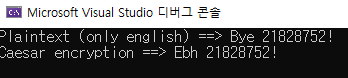 Microsoft Visual Studio 디버그 콘솔
Plaintext (only english) ==> Bye 21828752!
Caesar encryption ==> Ebh 21828752!